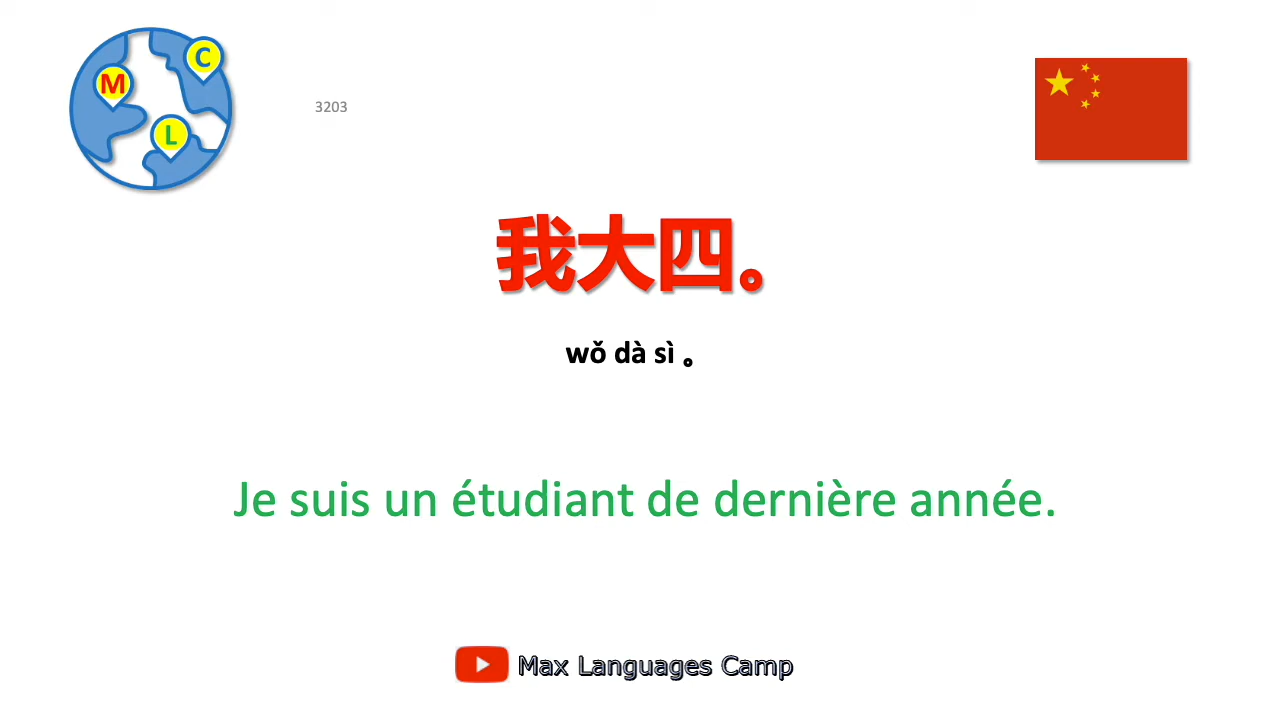 M
C
L
3203
我大四。
wǒ dà sì 。
Je suis un étudiant de dernière année.
Max Languages Camp